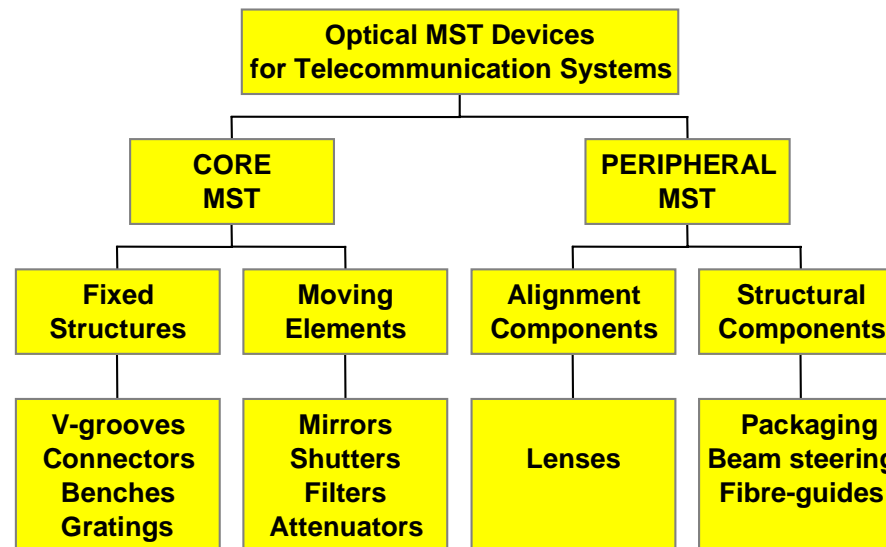 Optical MST Devices
for Telecommunication Systems
CORE
MST
PERIPHERAL
MST
Fixed
Structures
Moving
Elements
Alignment
Components
Structural
Components
V-grooves
Connectors
Benches
Gratings
Mirrors
Shutters
Filters
Attenuators
Lenses
Packaging
Beam steering
Fibre-guides